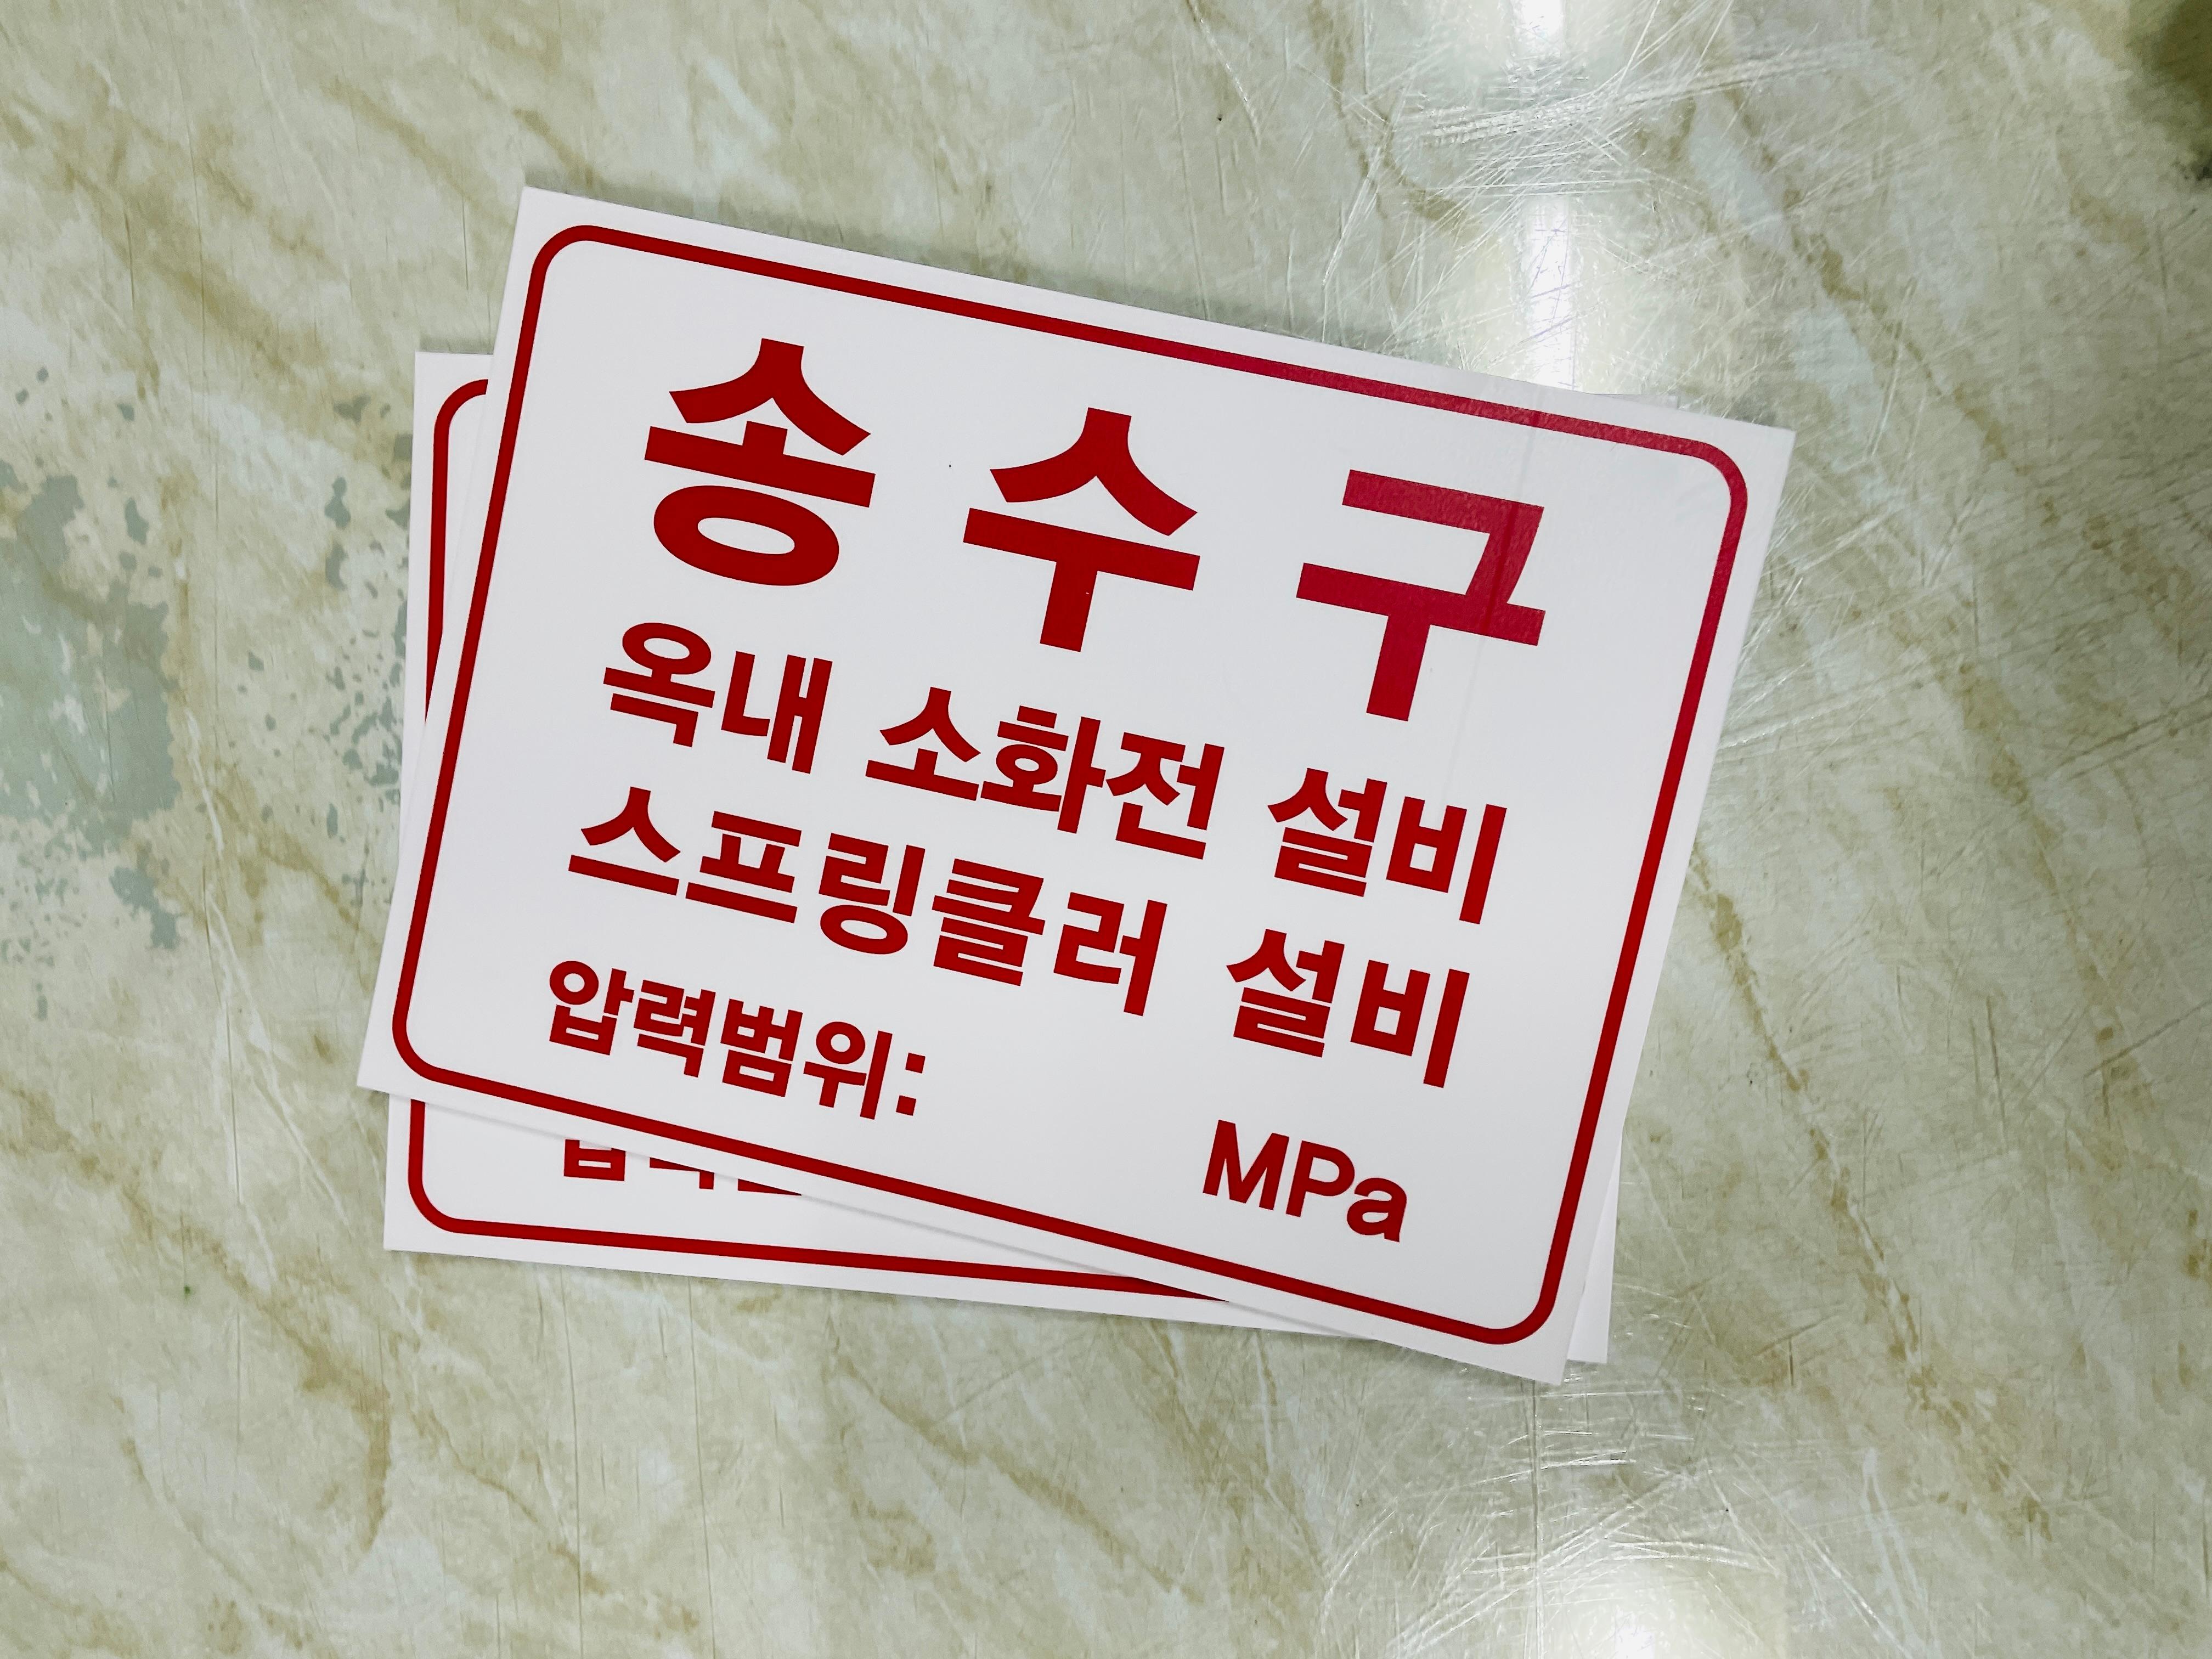 송수구
옥내 소화전 설비
스프링클러 설비
압력범위:
MPa